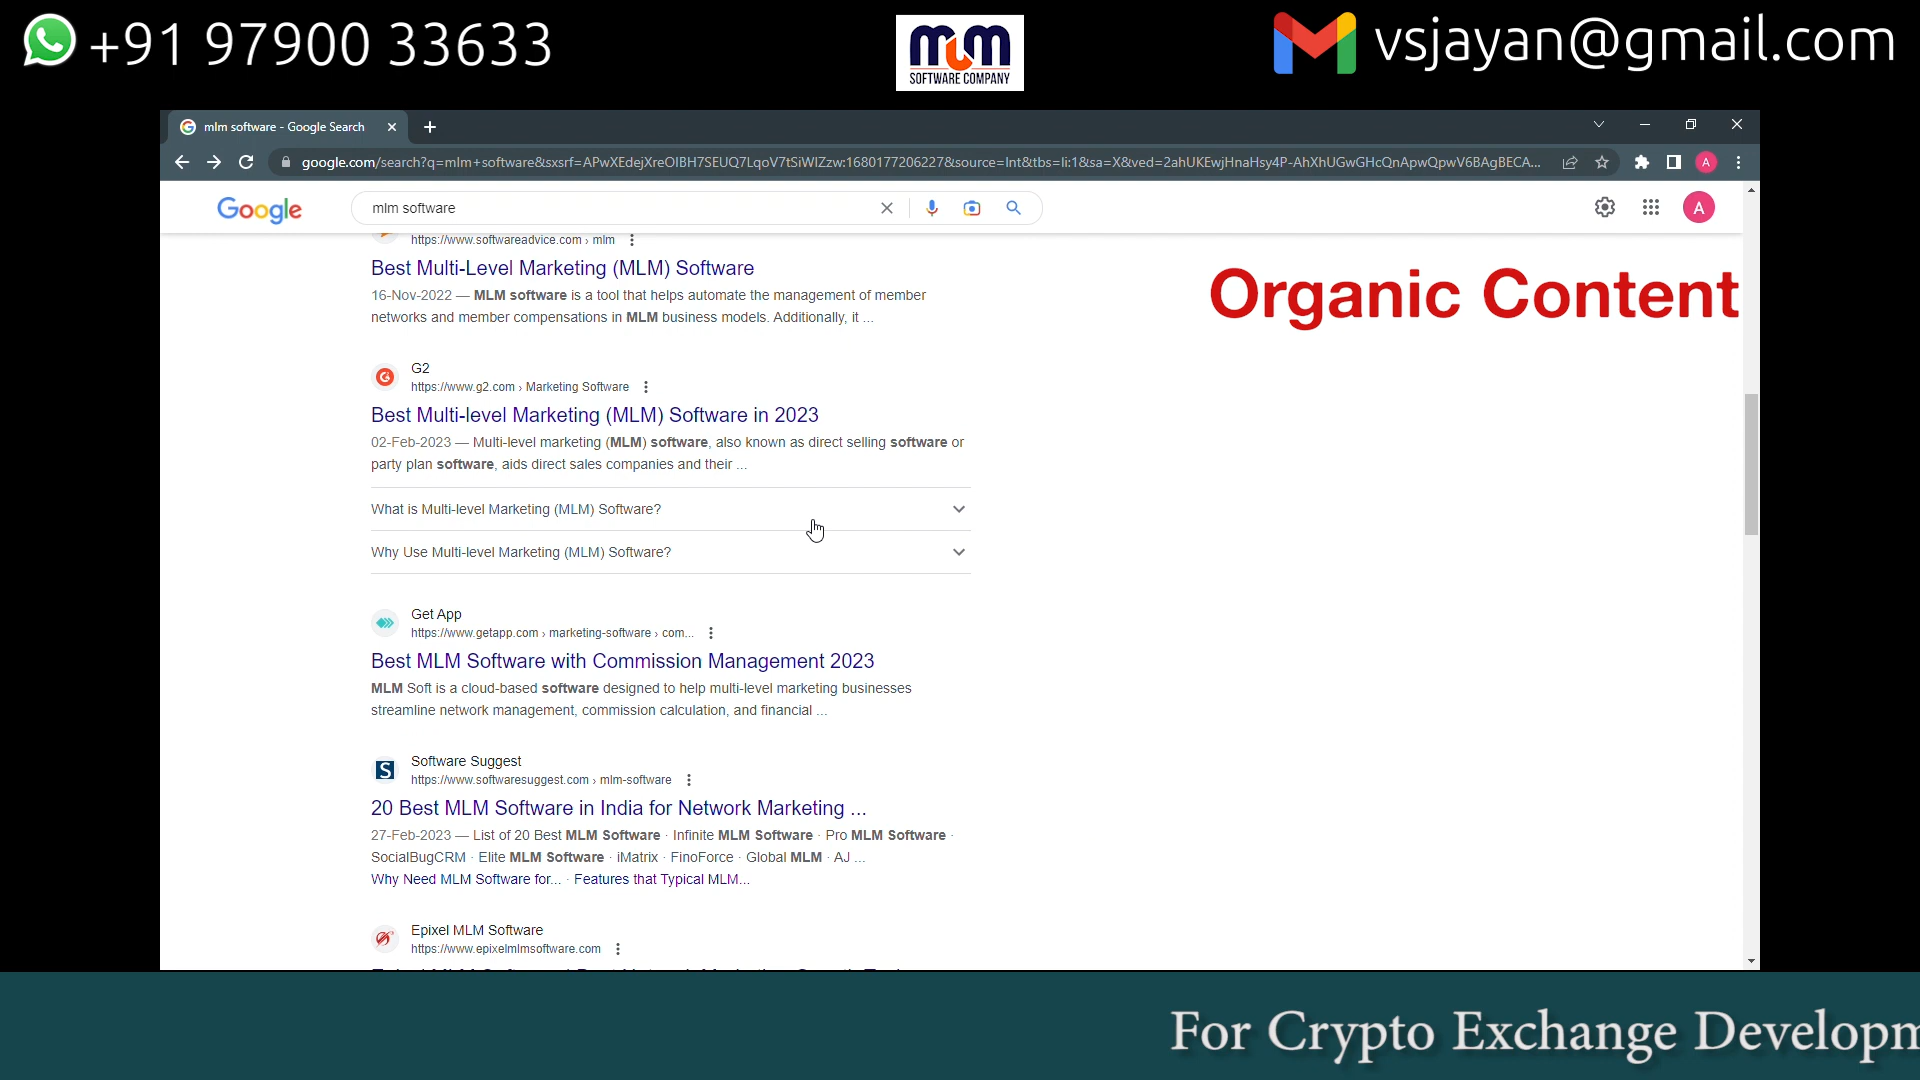 +91 97900 33633
mlm
SOFTWARE COMPANY
vsjayan@gmail.com
mlm software - Google Search
google.com/search?q=mlm+software&sxsrf=APwXEdejXreOIBH7SEUQ7LqoV7tSiWIZzw:1680177206227&source=lnt&tbs=li:1&sa=X&ved=2ahUKEwjHnaHsy4P-AhXhUGwGHcQnApwQpwV6BAgBECA...
A
Google
mlm software
A
https://www.softwareadvice.com › mlm
Best Multi-Level Marketing (MLM) Software
16-Nov-2022 — MLM software is a tool that helps automate the management of member
networks and member compensations in MLM business models. Additionally, it ...
Organic Content
G2
https://www.g2.com › Marketing Software
Best Multi-level Marketing (MLM) Software in 2023
02-Feb-2023 — Multi-level marketing (MLM) software, also known as direct selling software or
party plan software, aids direct sales companies and their ...
What is Multi-level Marketing (MLM) Software?
Why Use Multi-level Marketing (MLM) Software?
Get App
https://www.getapp.com › marketing-software › com...
Best MLM Software with Commission Management 2023
MLM Soft is a cloud-based software designed to help multi-level marketing businesses
streamline network management, commission calculation, and financial ...
S
Software Suggest
https://www.softwaresuggest.com › mlm-software
20 Best MLM Software in India for Network Marketing ...
27-Feb-2023 — List of 20 Best MLM Software · Infinite MLM Software · Pro MLM Software ·
SocialBugCRM · Elite MLM Software · iMatrix · FinoForce · Global MLM · AJ ...
Why Need MLM Software for... · Features that Typical MLM...
Epixel MLM Software
https://www.epixelmlmsoftware.com
For Crypto Exchange Developm